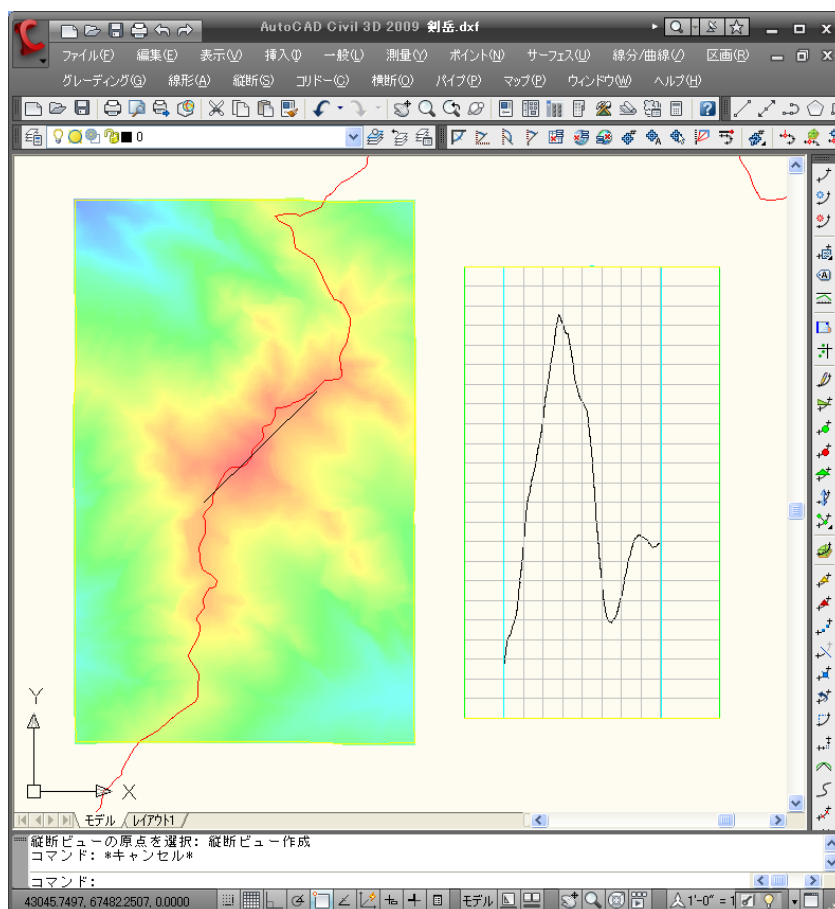 AutoCAD Civil 3D 2009 剣岳.dxf
ファイル(F) 編集(E) 表示(V) 挿入(I) 一般(L) 測量(Y) ポイント(N) サーフェス(U) 線分/曲線(/) 区画(R)
グレーディング(G) 線形(A) 縦断(S) コリドー(C) 横断(O) パイプ(P) マップ(P) ウィンドウ(W) ヘルプ(H)
0
Y
X
モデル レイアウト1
縦断ビューの原点を選択: 縦断ビュー作成
コマンド: *キャンセル*
コマンド:
43045.7497, 67482.2507, 0.0000 モデル 1'-0" = 1